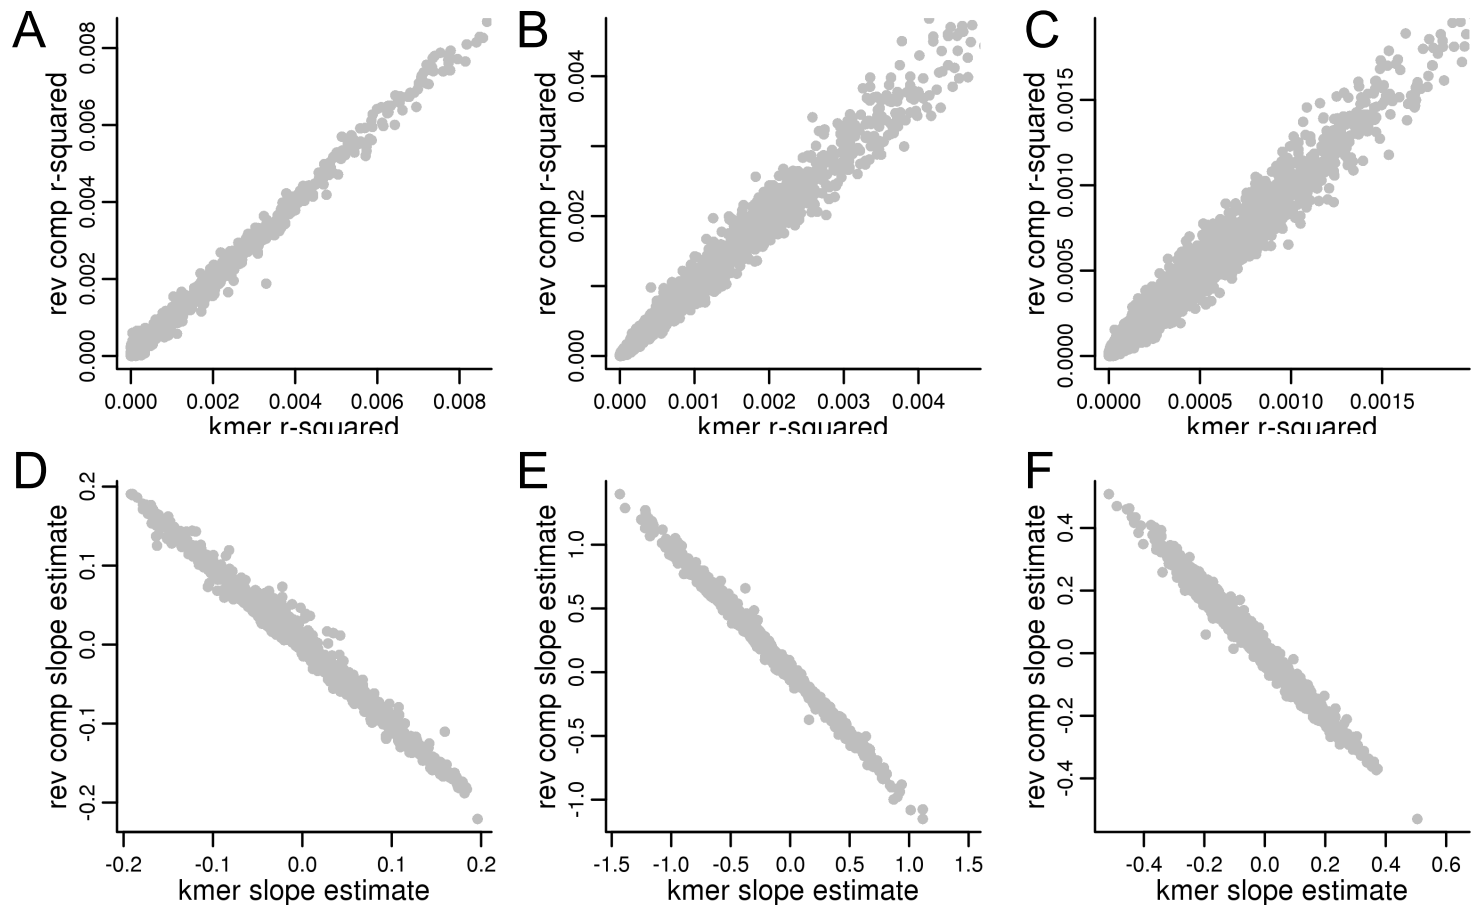 A
rev comp r-squared
0.000 0.002 0.004 0.006 0.008
0.000 0.002 0.004 0.006 0.008
kmer r-squared
B
rev comp r-squared
0.000 0.002 0.004
0.000 0.001 0.002 0.003 0.004
kmer r-squared
C
rev comp r-squared
0.0000 0.0005 0.0010 0.0015
0.0000 0.0005 0.0010 0.0015
kmer r-squared
D
rev comp slope estimate
-0.2 -0.1 0.0 0.1 0.2
-0.2 -0.1 0.0 0.1 0.2
kmer slope estimate
E
rev comp slope estimate
-1.0 -0.5 0.0 0.5 1.0
-1.5 -1.0 -0.5 0.0 0.5 1.0 1.5
kmer slope estimate
F
rev comp slope estimate
-0.4 -0.2 0.0 0.2 0.4
-0.4 -0.2 0.0 0.2 0.4 0.6
kmer slope estimate